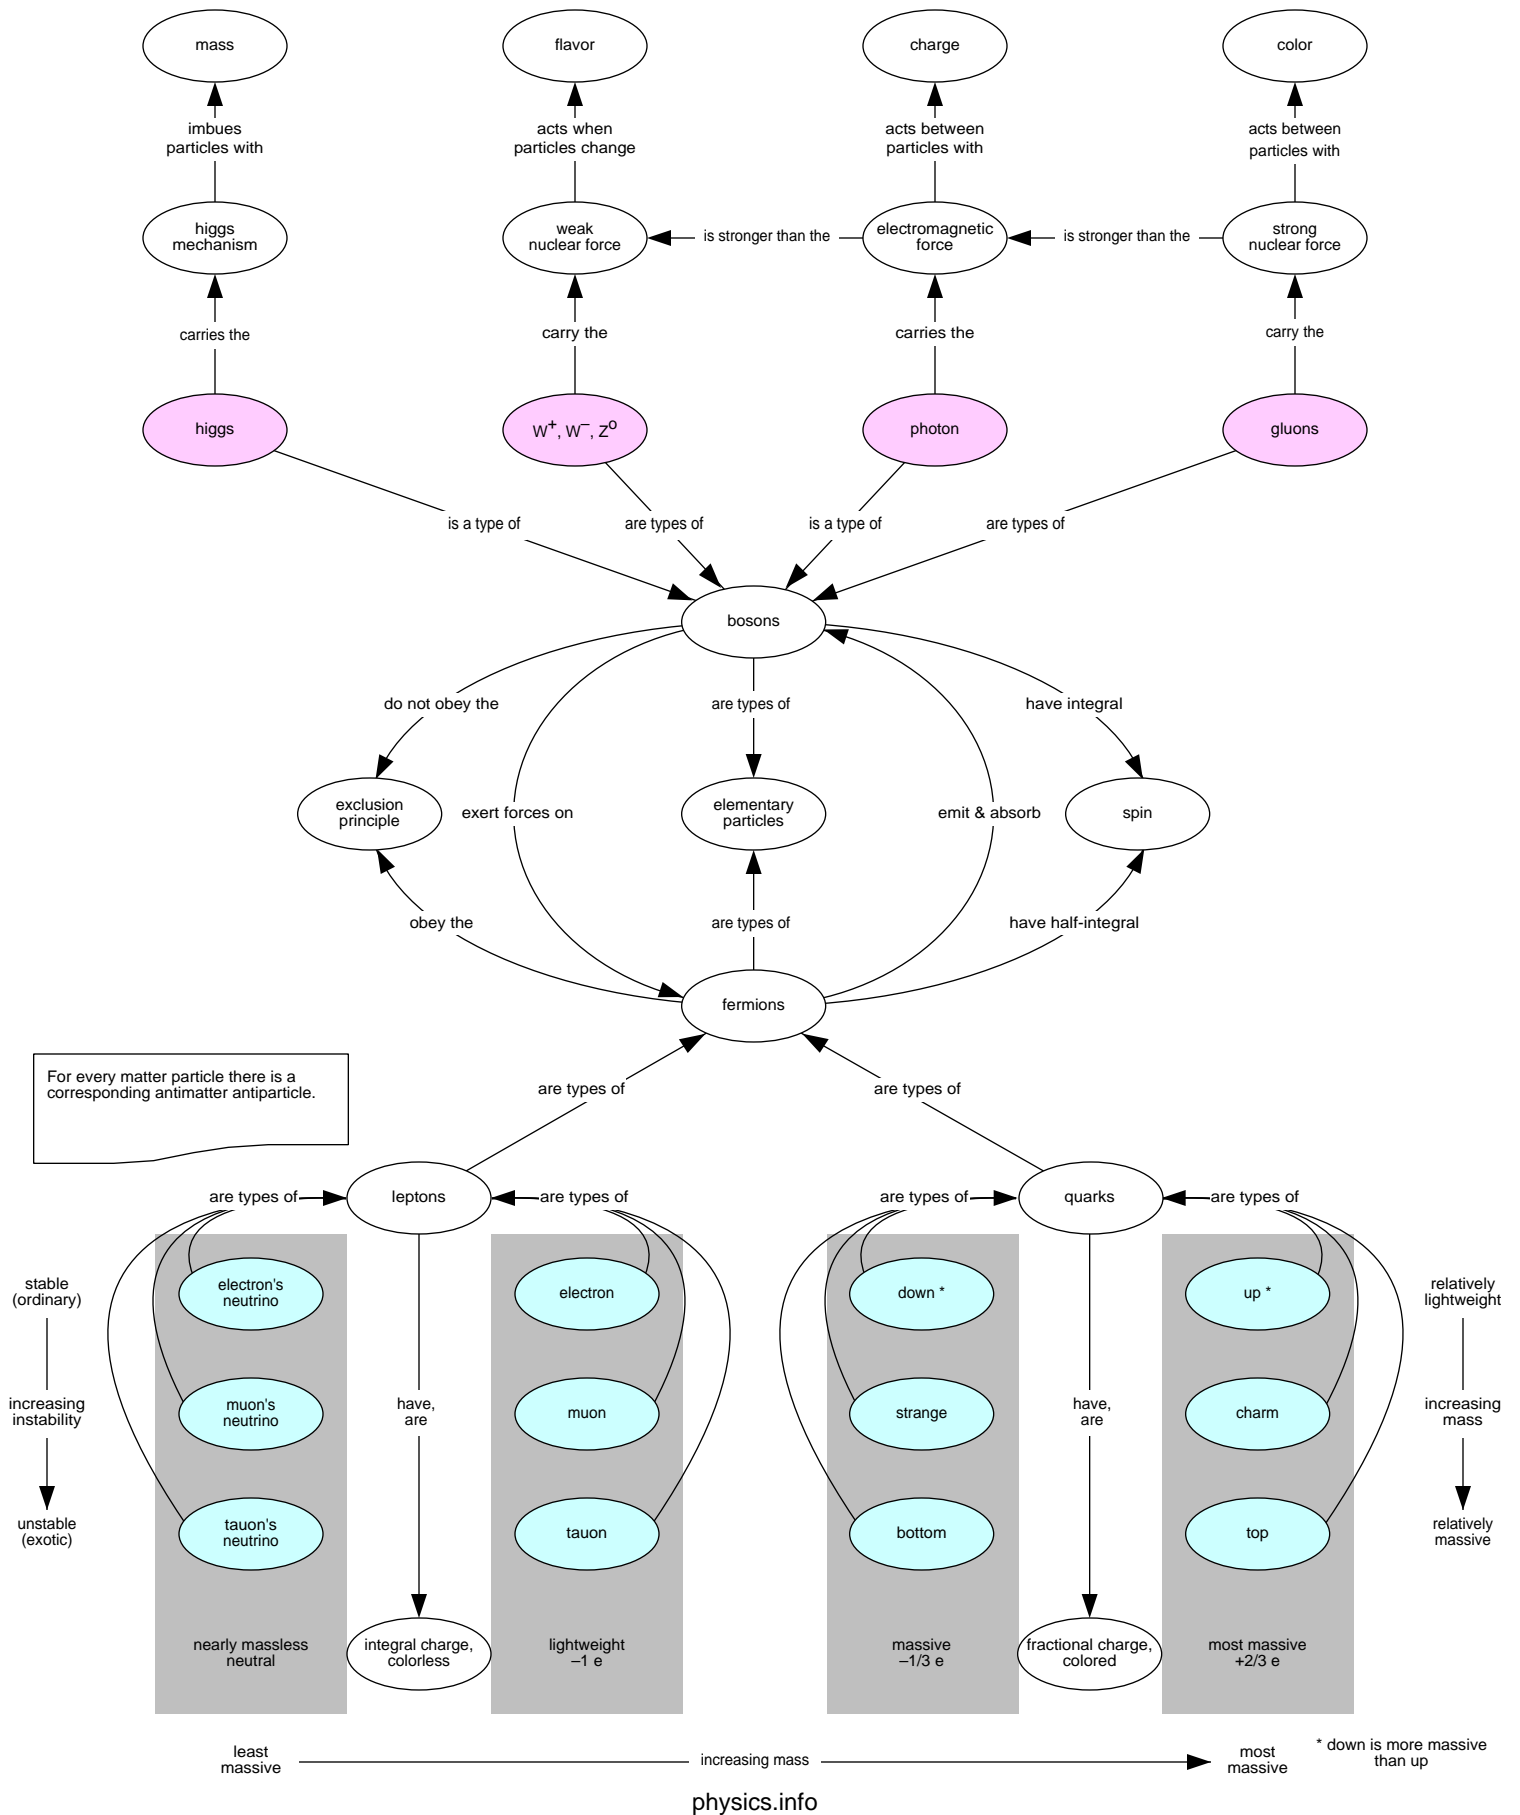 mass
flavor
charge
color
imbues
particles with
acts when
particles change
acts between
particles with
acts between
particles with
higgs
mechanism
weak
nuclear force
is stronger than the
electromagnetic
force
is stronger than the
strong
nuclear force
carries the
carry the
carries the
carry the
higgs
W+, W–, Zo
photon
gluons
is a type of
are types of
is a type of
are types of
bosons
do not obey the
are types of
have integral
exclusion
principle
exert forces on
elementary
particles
emit & absorb
spin
obey the
are types of
have half-integral
fermions
For every matter particle there is a
corresponding antimatter antiparticle.
are types of
are types of
are types of
leptons
are types of
are types of
quarks
are types of
stable
(ordinary)
electron's
neutrino
electron
down *
up *
relatively
lightweight
increasing
instability
muon's
neutrino
have,
are
muon
strange
have,
are
charm
increasing
mass
unstable
(exotic)
tauon's
neutrino
tauon
bottom
top
relatively
massive
nearly massless
neutral
integral charge,
colorless
lightweight
–1 e
massive
–1/3 e
fractional charge,
colored
most massive
+2/3 e
least
massive
increasing mass
most
massive
* down is more massive
than up
physics.info